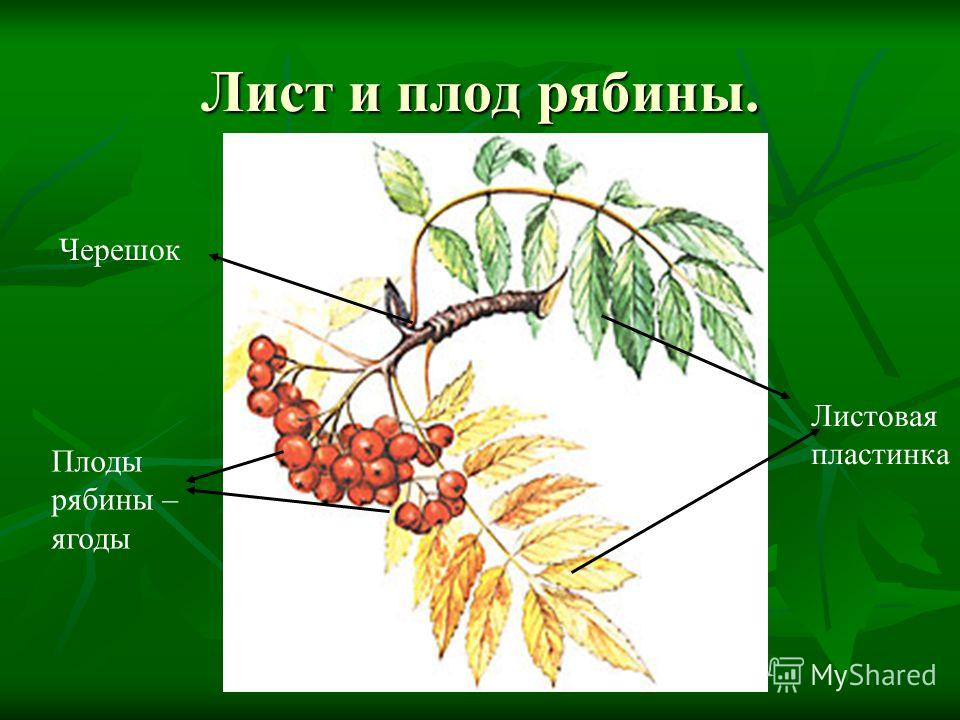 Лист и плод рябины.
Черешок
Листовая
пластинка
Плоды
рябины –
ягоды
MyShared